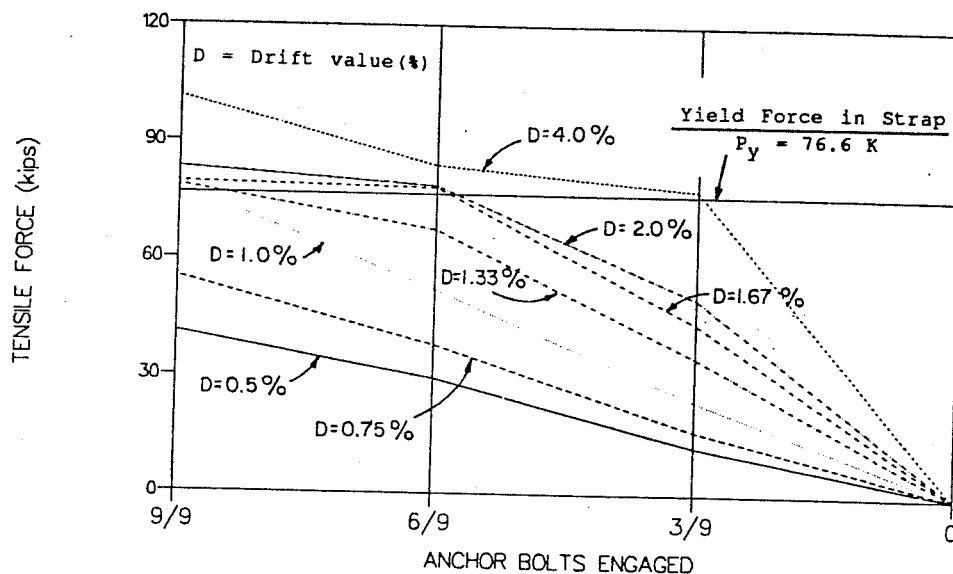 120
D = Drift value(%)
Yield Force in Strap
P_y = 76.6 K
D=4.0%
90
TENSILE FORCE (kips)
D=2.0%
60
D=1.0%
D=1.33%
D=1.67%
30
D=0.5%
D=0.75%
0
9/9
6/9
3/9
0
ANCHOR BOLTS ENGAGED